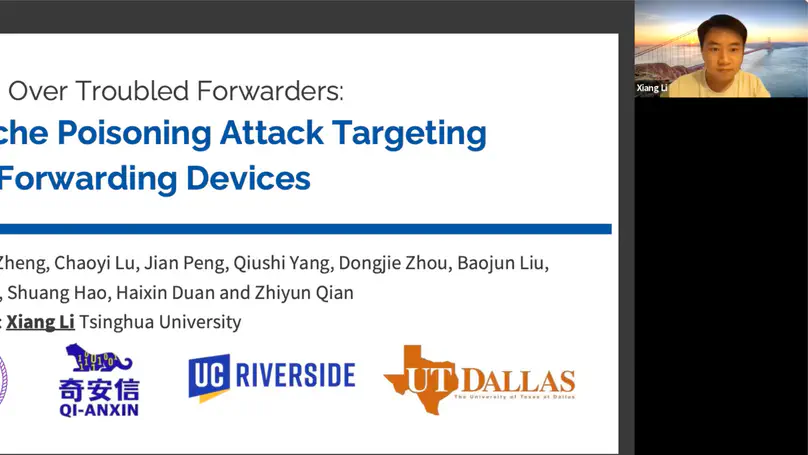 Over Troubled Forwarders:
che Poisoning Attack Targeting
Forwarding Devices
Zheng, Chaoyi Lu, Jian Peng, Qiushi Yang, Dongjie Zhou, Baojun Liu,
, Shuang Hao, Haixin Duan and Zhiyun Qian
: Xiang Li Tsinghua University
奇安信
QI-ANXIN
UC RIVERSIDE
UT DALLAS
The University of Texas at Dallas
Xiang Li